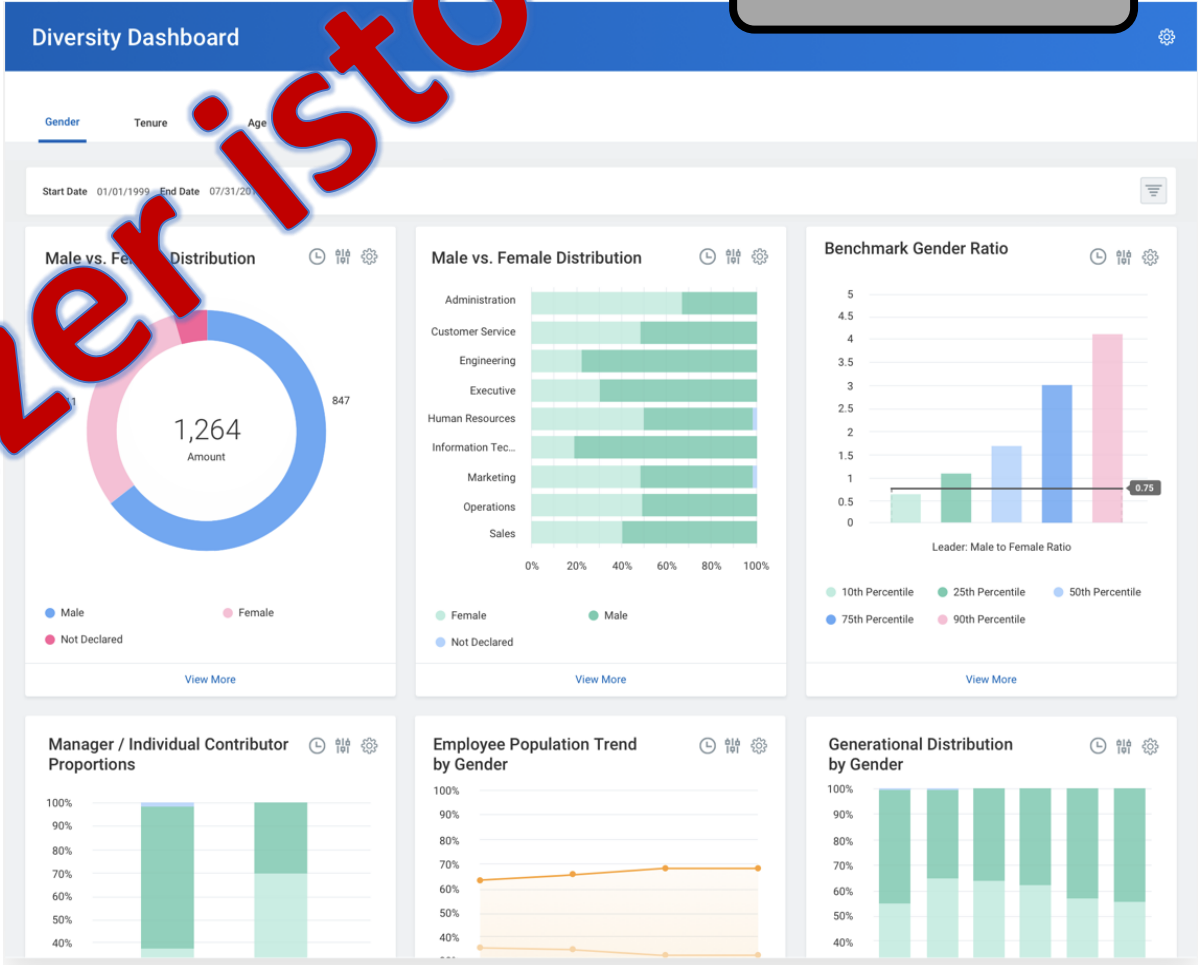 Diversity Dashboard
Gender
Tenure
Age
Start Date 01/01/1999 End Date
Male vs. Distribution
847
1,264
Amount
Male
Female
Not Declared
View More
Male vs. Female Distribution
Administration
Customer Service
Engineering
Executive
Human Resources
Information Tec...
Marketing
Operations
Sales
0% 20% 40% 60% 80% 100%
Female
Male
Not Declared
View More
Benchmark Gender Ratio
5
4.5
4
3.5
3
2.5
2
1.5
1
0.5
0
0.75
Leader: Male to Female Ratio
10th Percentile
25th Percentile
50th Percentile
75th Percentile
90th Percentile
View More
Manager / Individual Contributor
Proportions
100%
90%
80%
70%
60%
50%
40%
Employee Population Trend
by Gender
100%
90%
80%
70%
60%
50%
40%
Generational Distribution
by Gender
100%
90%
80%
70%
60%
50%
40%